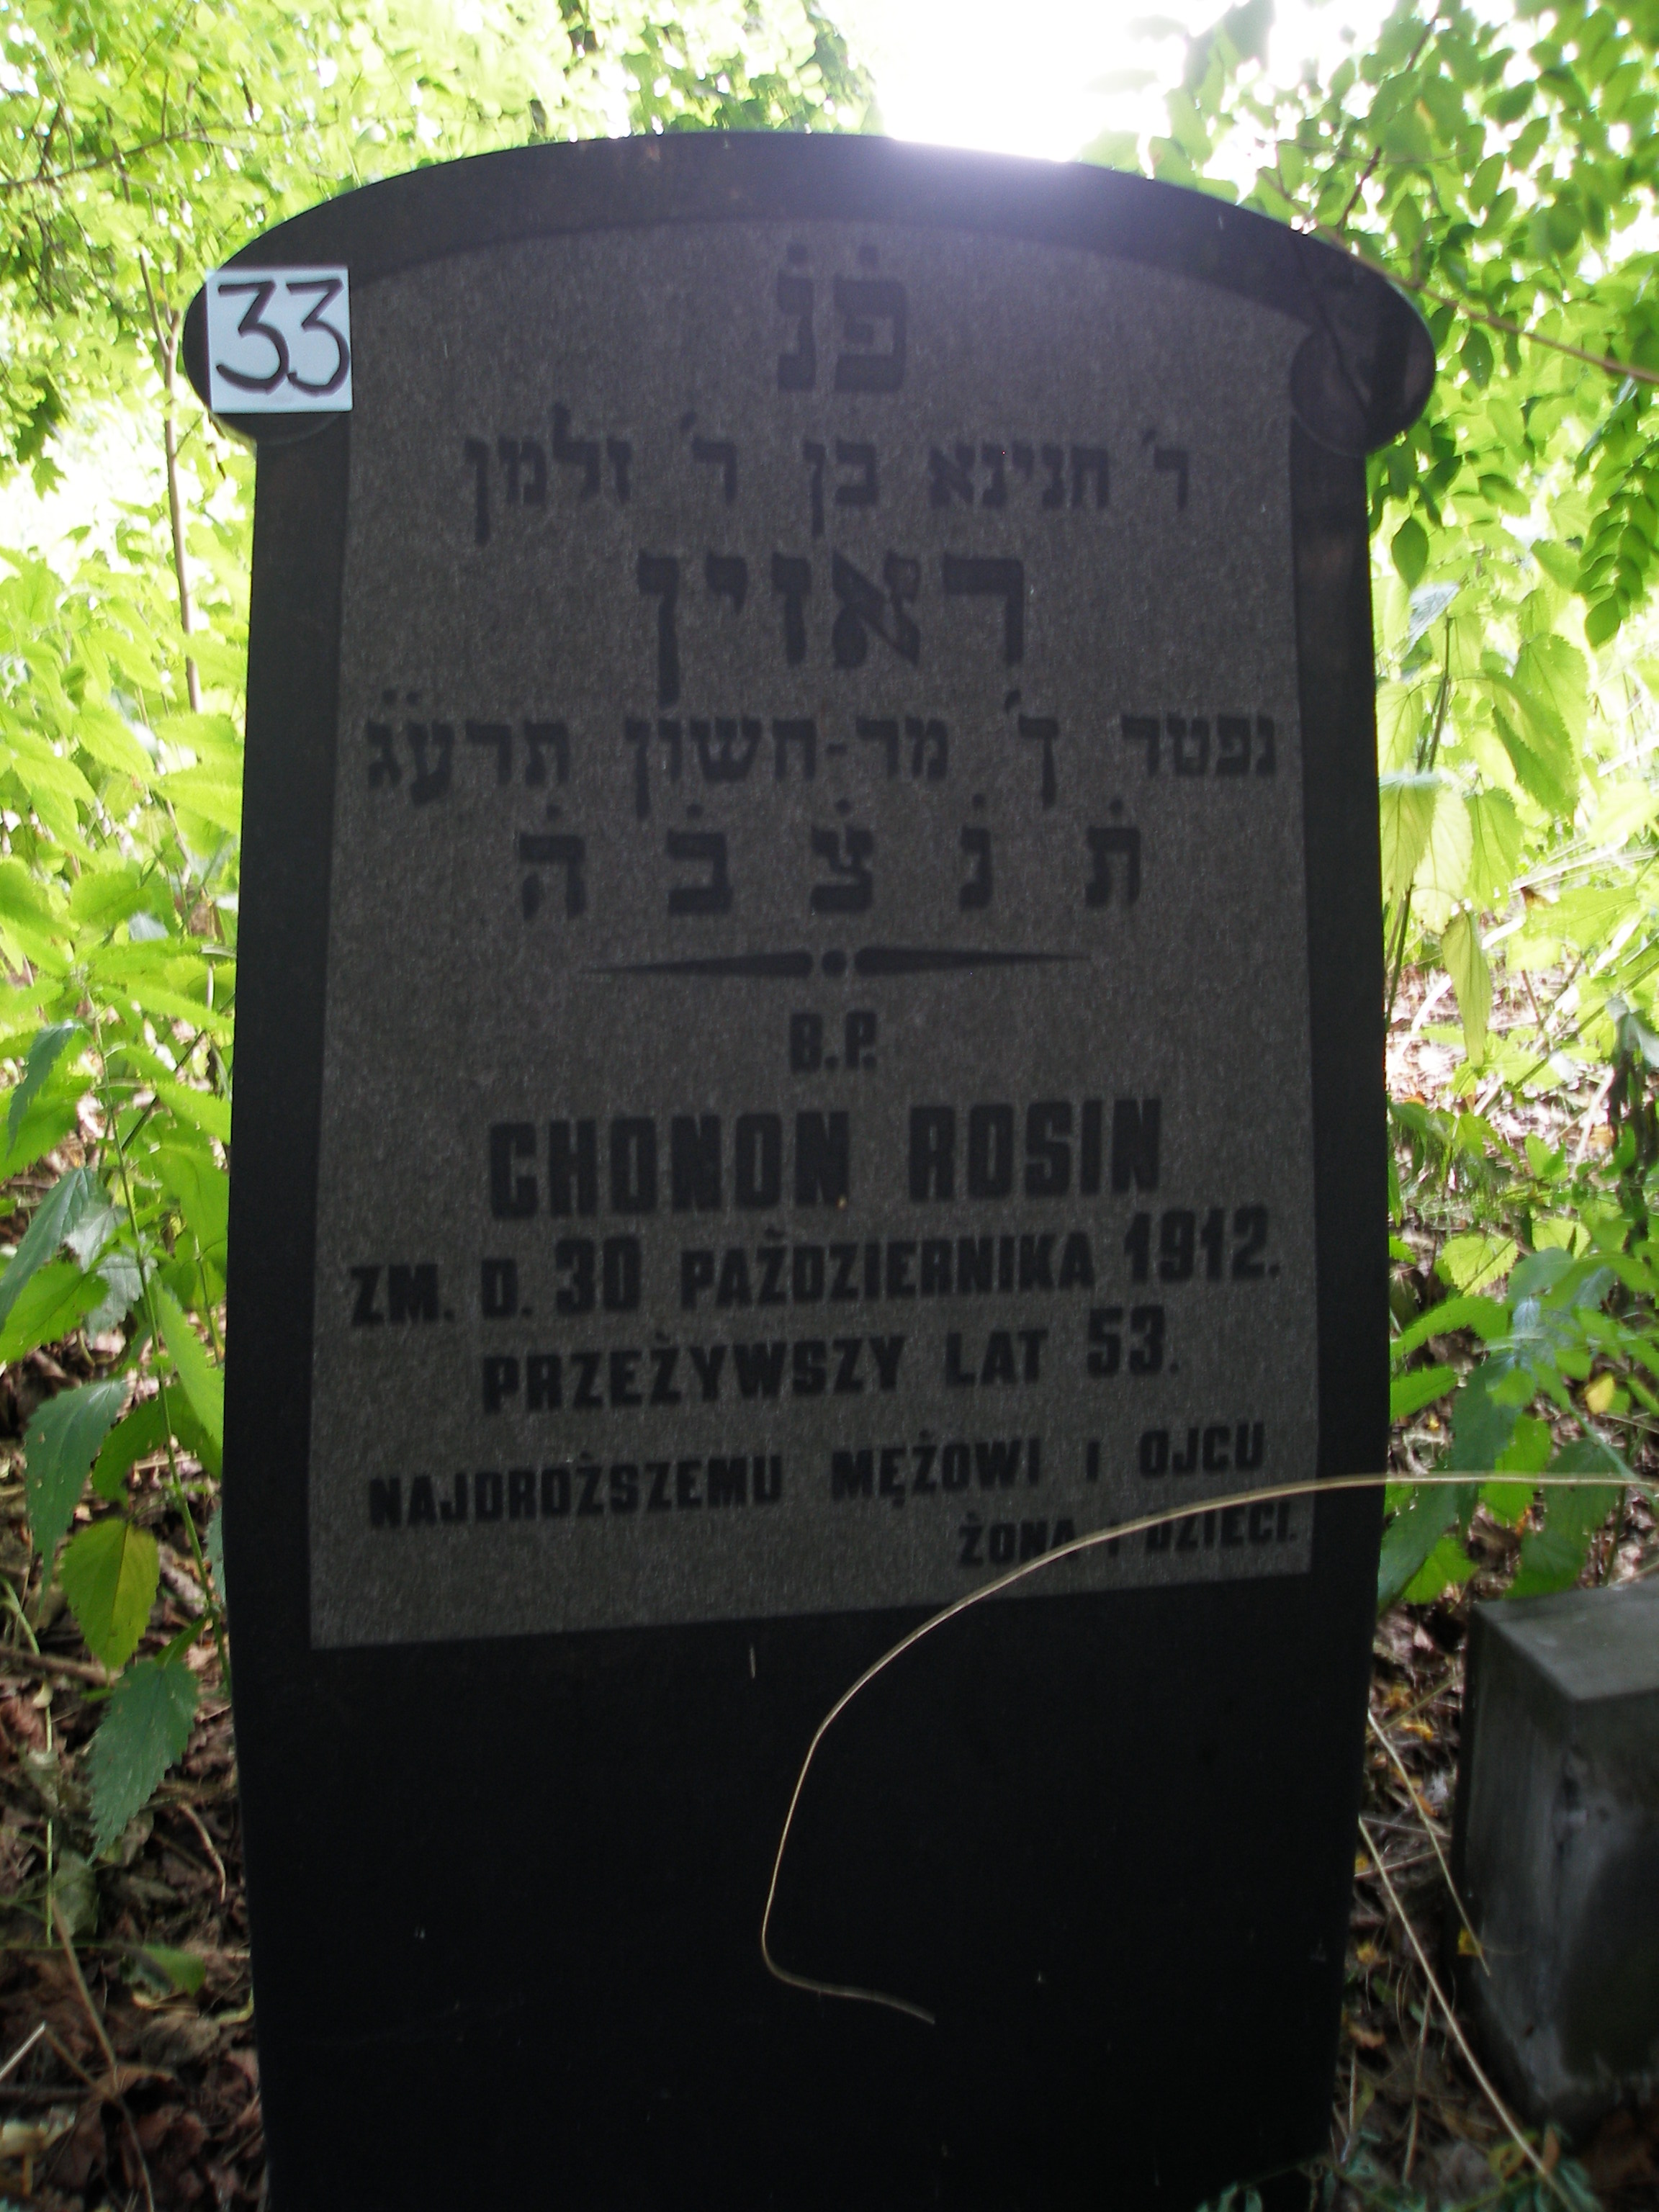 33
פ̇נ̇
ר' חנינא בן ר' זלמן
ראזין
נפטר ך' מר-חשון תרע״ג
ת̇ נ̇ צ̇ ב̇ ה̇
B.P.
CHONON ROSIN
ZM. D. 30 PAŹDZIERNIKA 1912.
PRZEŻYWSZY LAT 53.
NAJDROŻSZEMU MĘŻOWI I OJCU
ŻONA I DZIECI.